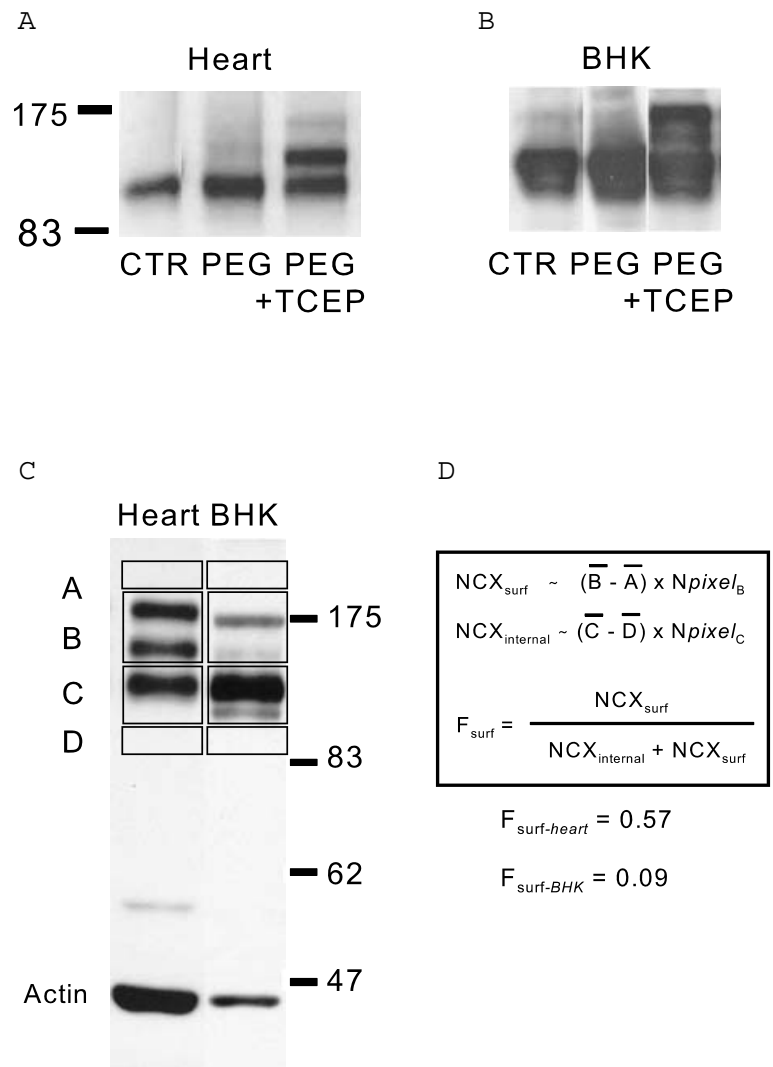 A
B
Heart
BHK
175
83
CTR PEG PEG
+TCEP
CTR PEG PEG
+TCEP
C
D
Heart BHK
A
B
C
D
175
83
62
47
Actin
NCXsurf ~ (B̅ - A̅) x NpixelB
NCXinternal ~ (C̅ - D̅) x NpixelC
Fsurf = NCXsurf
NCXinternal + NCXsurf
Fsurf-heart = 0.57
Fsurf-BHK = 0.09